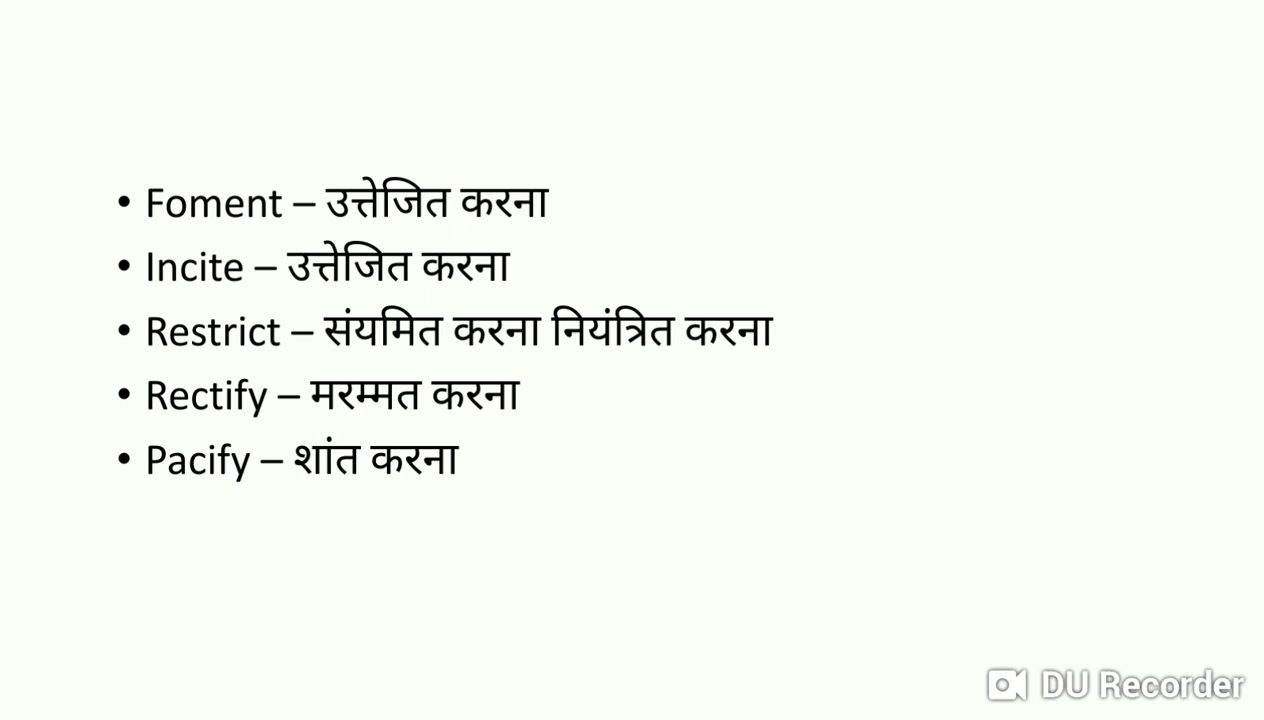 • Foment – उत्तेजित करना
• Incite – उत्तेजित करना
• Restrict – संयमित करना नियंत्रित करना
• Rectify – मरम्मत करना
• Pacify – शांत करना
DU Recorder